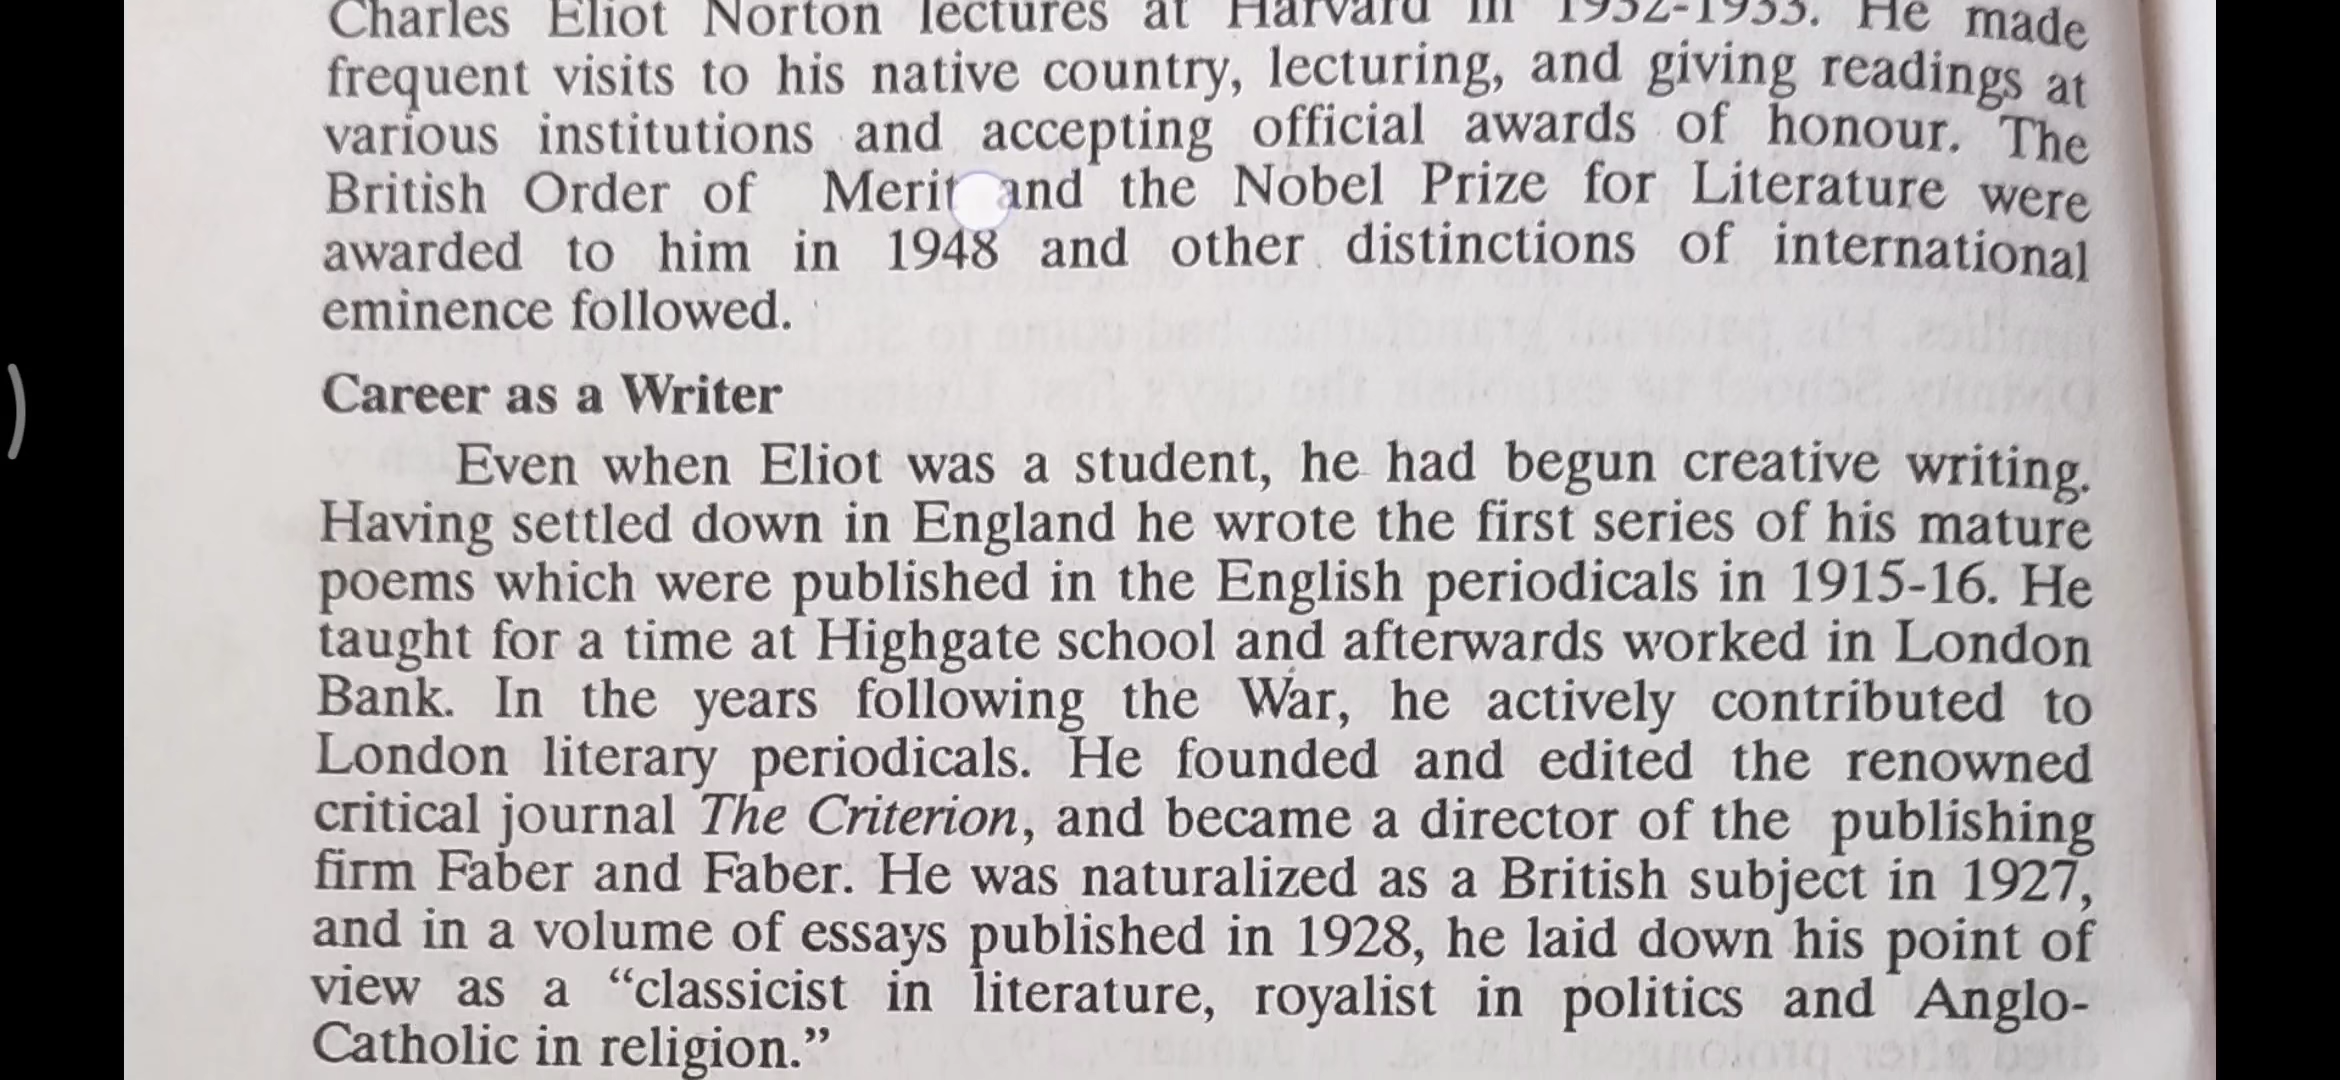 Charles Eliot Norton lectures at Harvard in 1932-1933. He made
frequent visits to his native country, lecturing, and giving readings at
various institutions and accepting official awards of honour. The
British Order of Merit and the Nobel Prize for Literature were
awarded to him in 1948 and other distinctions of international
eminence followed.
Career as a Writer
Even when Eliot was a student, he had begun creative writing.
Having settled down in England he wrote the first series of his mature
poems which were published in the English periodicals in 1915-16. He
taught for a time at Highgate school and afterwards worked in London
Bank. In the years following the War, he actively contributed to
London literary periodicals. He founded and edited the renowned
critical journal The Criterion, and became a director of the publishing
firm Faber and Faber. He was naturalized as a British subject in 1927,
and in a volume of essays published in 1928, he laid down his point of
view as a “classicist in literature, royalist in politics and Anglo-
Catholic in religion.”